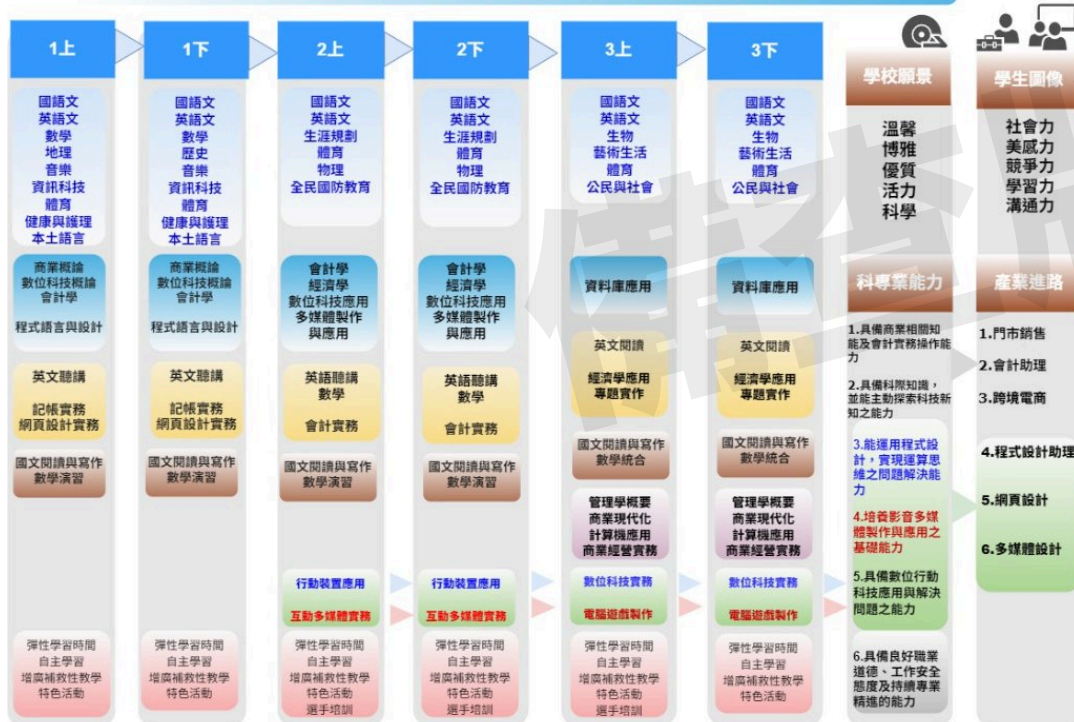 1上
國語文
英語文
數學
地理
音樂
資訊科技
體育
健康與護理
本土語言
商業概論
數位科技概論
會計學
程式語言與設計
英文聽講
記帳實務
網頁設計實務
國文閱讀與寫作
數學演習
彈性學習時間
自主學習
增廣補救性教學
特色活動
1下
國語文
英語文
數學
歷史
音樂
資訊科技
體育
健康與護理
本土語言
商業概論
數位科技概論
會計學
程式語言與設計
英文聽講
記帳實務
網頁設計實務
國文閱讀與寫作
數學演習
彈性學習時間
自主學習
增廣補救性教學
特色活動
2上
國語文
英語文
生涯規劃
體育
物理
全民國防教育
會計學
經濟學
數位科技應用
多媒體製作
與應用
英語聽講
數學
會計實務
國文閱讀與寫作
數學演習
行動裝置應用
互動多媒體實務
彈性學習時間
自主學習
增廣補救性教學
特色活動
選手培訓
2下
國語文
英語文
生涯規劃
體育
物理
全民國防教育
會計學
經濟學
數位科技應用
多媒體製作
與應用
英語聽講
數學
會計實務
國文閱讀與寫作
數學演習
行動裝置應用
互動多媒體實務
彈性學習時間
自主學習
增廣補救性教學
特色活動
選手培訓
3上
國語文
英語文
生物
藝術生活
體育
公民與社會
資料庫應用
英文閱讀
經濟學應用
專題實作
國文閱讀與寫作
數學統合
管理學概要
商業現代化
計算機應用
商業經營實務
數位科技實務
電腦遊戲製作
彈性學習時間
自主學習
增廣補救性教學
特色活動
選手培訓
3下
國語文
英語文
生物
藝術生活
體育
公民與社會
資料庫應用
英文閱讀
經濟學應用
專題實作
國文閱讀與寫作
數學統合
管理學概要
商業現代化
計算機應用
商業經營實務
數位科技實務
電腦遊戲製作
彈性學習時間
自主學習
增廣補救性教學
特色活動
學校願景
溫馨
博雅
優質
活力
科學
科專業能力
1.具備商業相關知
能及會計實務操作能
力
2.具備科際知識，
並能主動探索科技新
知之能力
3.能運用程式設
計，實現運算思
維之問題解決能
力
4.培養影音多媒
體製作與應用之
基礎能力
5.具備數位行動
科技應用與解決
問題之能力
6.具備良好職業
道德、工作安全
態度及持續專業
精進的能力
學生圖像
社會力
美感力
競爭力
學習力
溝通力
產業進路
1.門市銷售
2.會計助理
3.跨境電商
4.程式設計助理
5.網頁設計
6.多媒體設計
備查